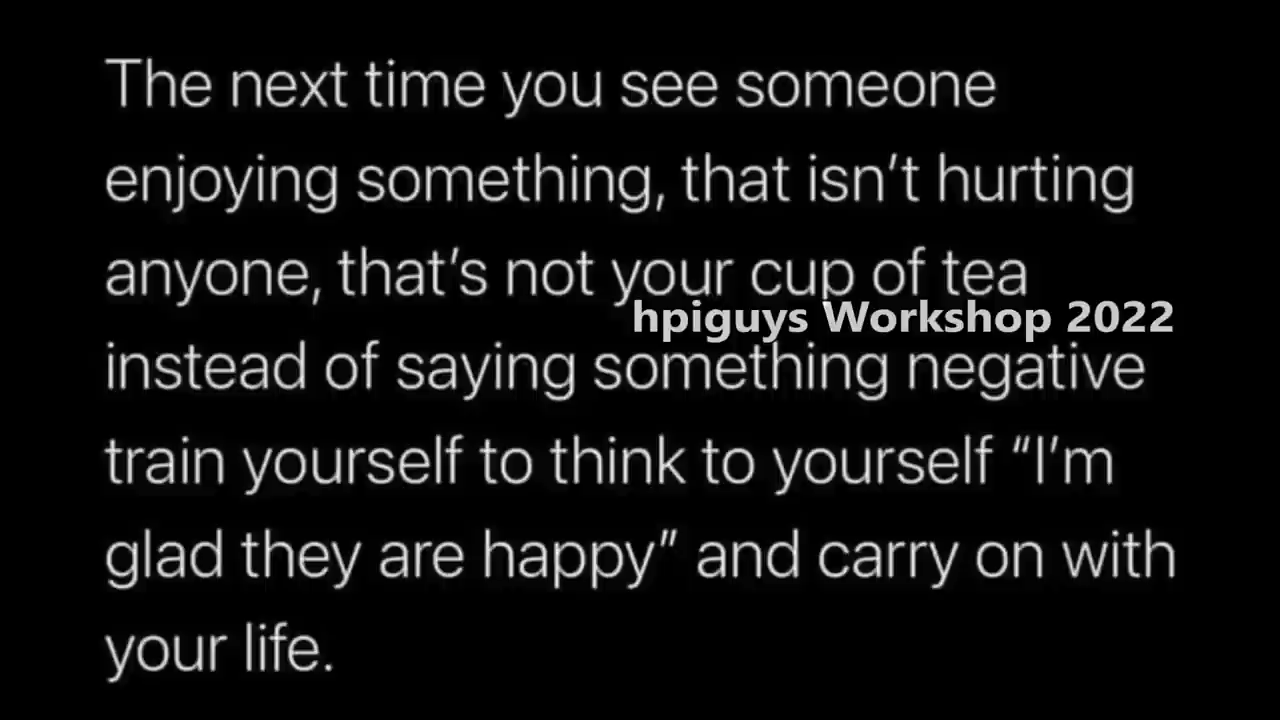 The next time you see someone
enjoying something, that isn’t hurting
anyone, that’s not your cup of tea
hpiguys Workshop 2022
instead of saying something negative
train yourself to think to yourself “I’m
glad they are happy” and carry on with
your life.